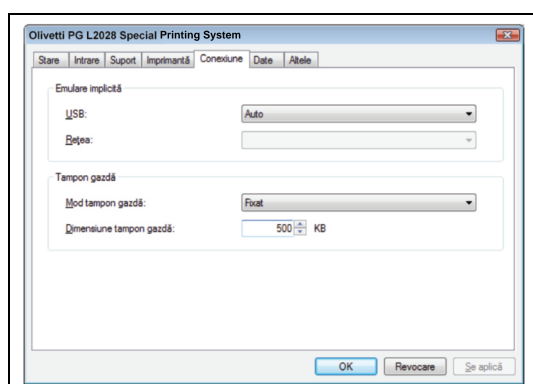 Olivetti PG L2028 Special Printing System
Stare Intrare Suport Imprimantă Conexiune Date Altele
Emulare implicită
USB: Auto
Reţea:
Tampon gazdă
Mod tampon gazdă: Fixat
Dimensiune tampon gazdă: 500 KB
OK Revocare Se aplică